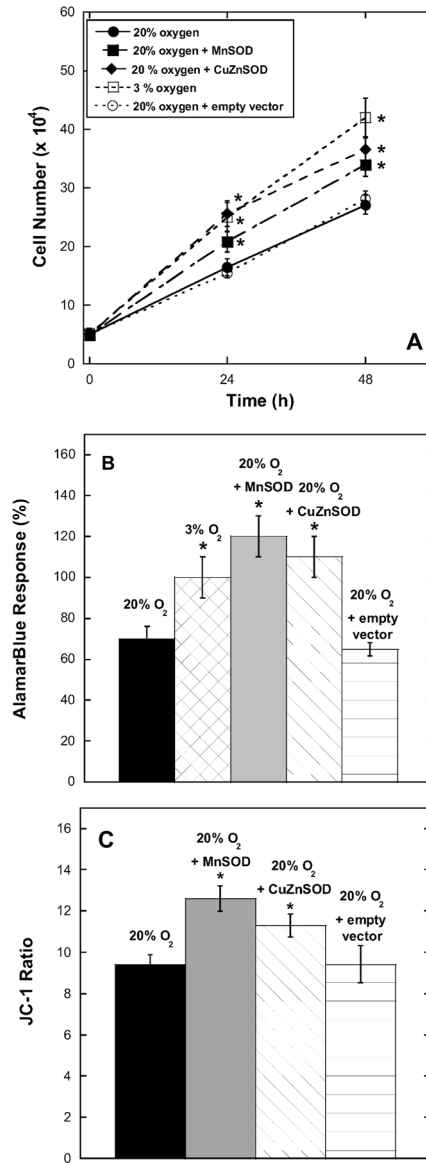 60
50
40
30
20
10
0
Cell Number (x 10⁴)
20% oxygen
20% oxygen + MnSOD
20 % oxygen + CuZnSOD
3 % oxygen
20% oxygen + empty vector
*
*
*
*
*
*
A
0
24
48
Time (h)
160
140
120
100
80
60
40
20
0
AlamarBlue Response (%)
B
20% O₂
3% O₂
*
20% O₂
+ MnSOD
*
20% O₂
+ CuZnSOD
*
20% O₂
+ empty
vector
16
14
12
10
8
6
4
2
0
JC-1 Ratio
C
20% O₂
20% O₂
+ MnSOD
*
20% O₂
+ CuZnSOD
*
20% O₂
+ empty
vector